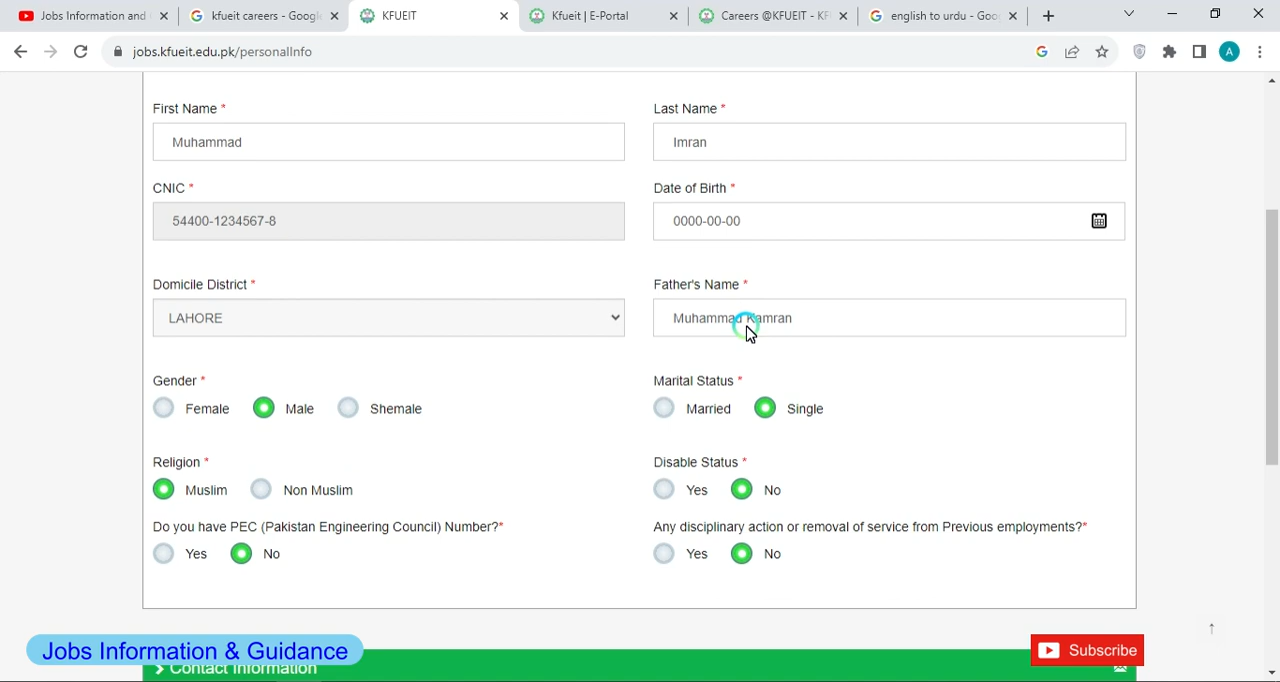 Jobs Information and
kfueit careers - Google
KFUEIT
Kfueit | E-Portal
Careers @KFUEIT - KF
english to urdu - Goo
jobs.kfueit.edu.pk/personalInfo
A
First Name *
Last Name *
Muhammad
Imran
CNIC *
Date of Birth *
54400-1234567-8
0000-00-00
Domicile District *
Father's Name *
LAHORE
Muhammad Kamran
Gender *
Marital Status *
Female Male Shemale
Married Single
Religion *
Disable Status *
Muslim Non Muslim
Yes No
Do you have PEC (Pakistan Engineering Council) Number?*
Any disciplinary action or removal of service from Previous employments?*
Yes No
Yes No
Jobs Information & Guidance
Subscribe
Contact Information